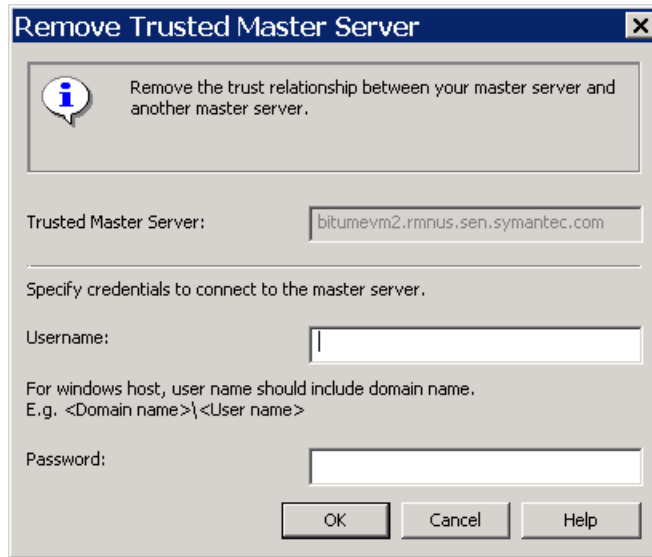 Remove Trusted Master Server
Remove the trust relationship between your master server and
another master server.
Trusted Master Server:
bitumevm2.rmnus.sen.symantec.com
Specify credentials to connect to the master server.
Username:
For windows host, user name should include domain name.
E.g. <Domain name>\<User name>
Password:
OK
Cancel
Help